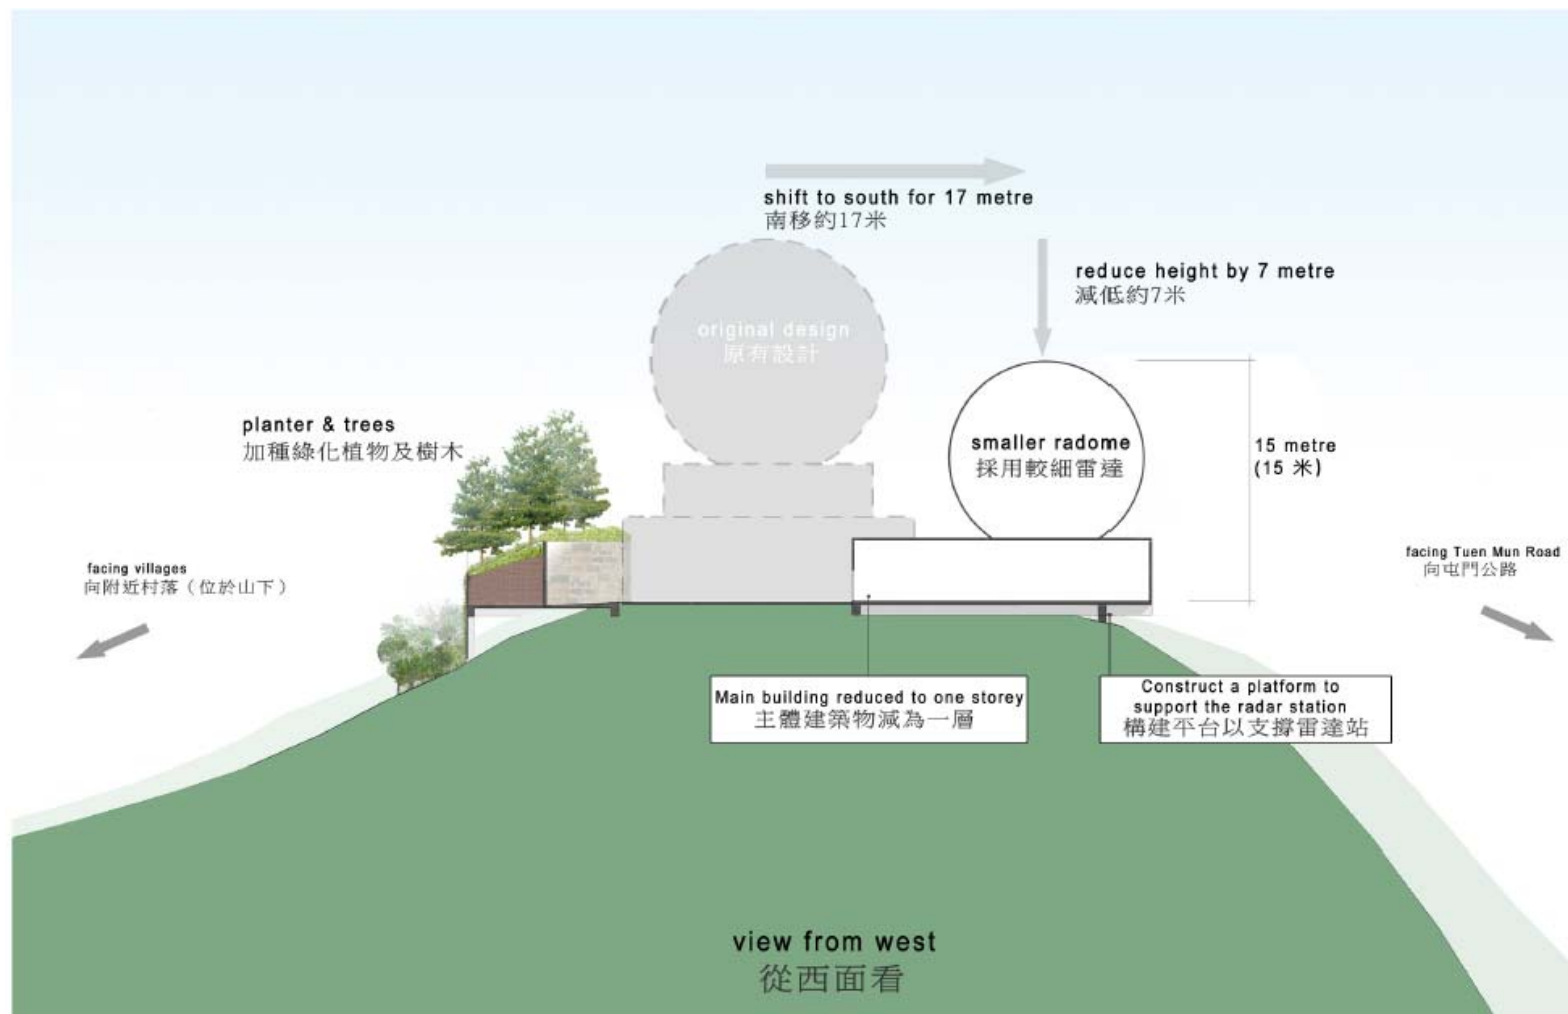 shift to south for 17 metre
南移約17米
reduce height by 7 metre
減低約7米
original design
原有設計
planter & trees
加種綠化植物及樹木
smaller radome
採用較細雷達
15 metre
(15 米)
facing villages
向附近村落（位於山下）
facing Tuen Mun Road
向屯門公路
Main building reduced to one storey
主體建築物減為一層
Construct a platform to
support the radar station
構建平台以支撐雷達站
view from west
從西面看